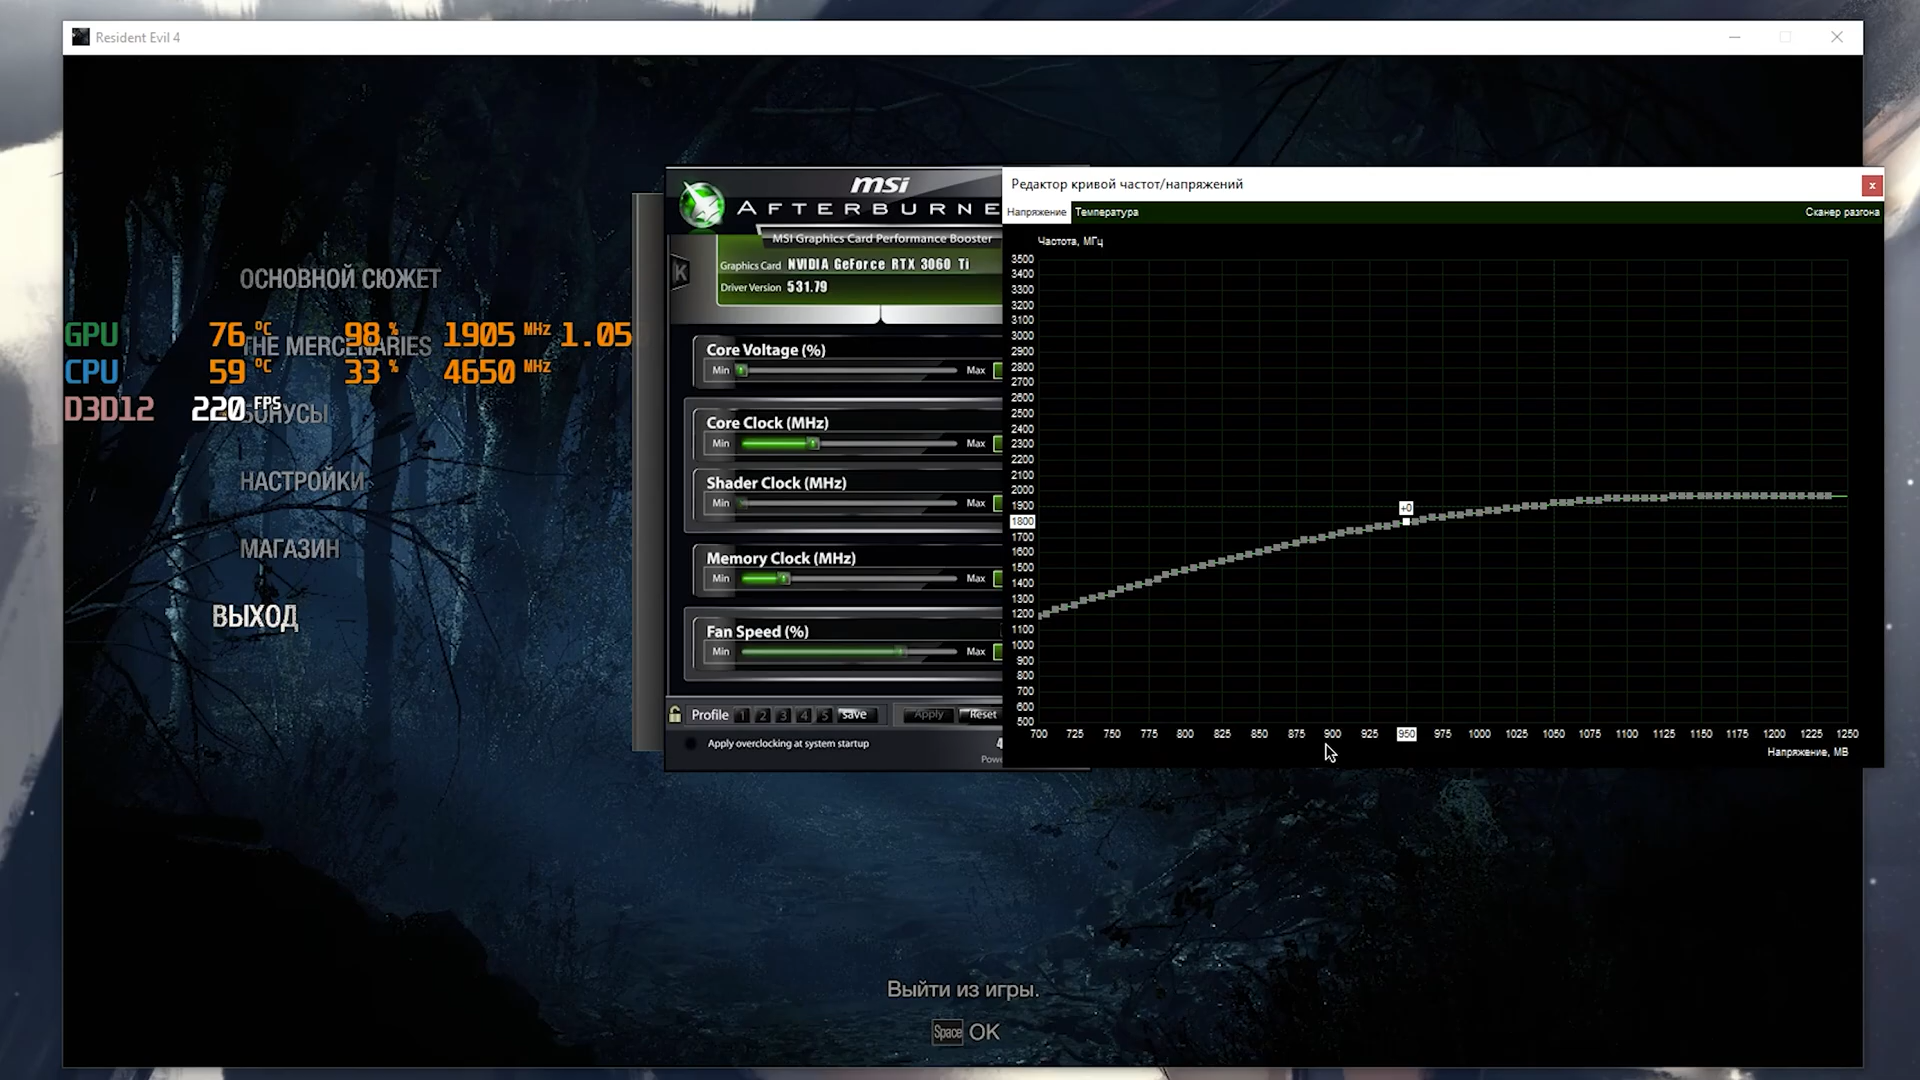 Resident Evil 4
ОСНОВНОЙ СЮЖЕТ
THE MERCENARIES
БОНУСЫ
НАСТРОЙКИ
МАГАЗИН
ВЫХОД
GPU 76 °C 98 % 1905 MHz 1.05
CPU 59 °C 33 % 4650 MHz
D3D12 220 FPS
msi
AFTERBURNE
MSI Graphics Card Performance Booster
K
Graphics Card NVIDIA GeForce RTX 3060 Ti
Driver Version 531.79
Core Voltage (%)
Min Max
Core Clock (MHz)
Min Max
Shader Clock (MHz)
Min Max
Memory Clock (MHz)
Min Max
Fan Speed (%)
Min Max
Profile 1 2 3 4 5 Save Apply Reset
Apply overclocking at system startup 4
Powe
Редактор кривой частот/напряжений x
Напряжение Температура Сканер разгона
Частота, МГц
3500
3400
3300
3200
3100
3000
2900
2800
2700
2600
2500
2400
2300
2200
2100
2000
1900
1800
1700
1600
1500
1400
1300
1200
1100
1000
900
800
700
600
500
+0
700 725 750 775 800 825 850 875 900 925 950 975 1000 1025 1050 1075 1100 1125 1150 1175 1200 1225 1250
Напряжение, МВ
Выйти из игры.
Space OK